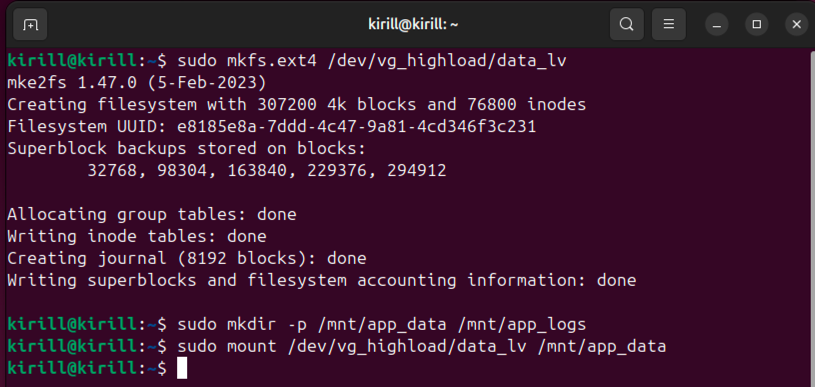 kirill@kirill: ~
kirill@kirill:~$ sudo mkfs.ext4 /dev/vg_highload/data_lv
mke2fs 1.47.0 (5-Feb-2023)
Creating filesystem with 307200 4k blocks and 76800 inodes
Filesystem UUID: e8185e8a-7ddd-4c47-9a81-4cd346f3c231
Superblock backups stored on blocks:
        32768, 98304, 163840, 229376, 294912

Allocating group tables: done
Writing inode tables: done
Creating journal (8192 blocks): done
Writing superblocks and filesystem accounting information: done

kirill@kirill:~$ sudo mkdir -p /mnt/app_data /mnt/app_logs
kirill@kirill:~$ sudo mount /dev/vg_highload/data_lv /mnt/app_data
kirill@kirill:~$